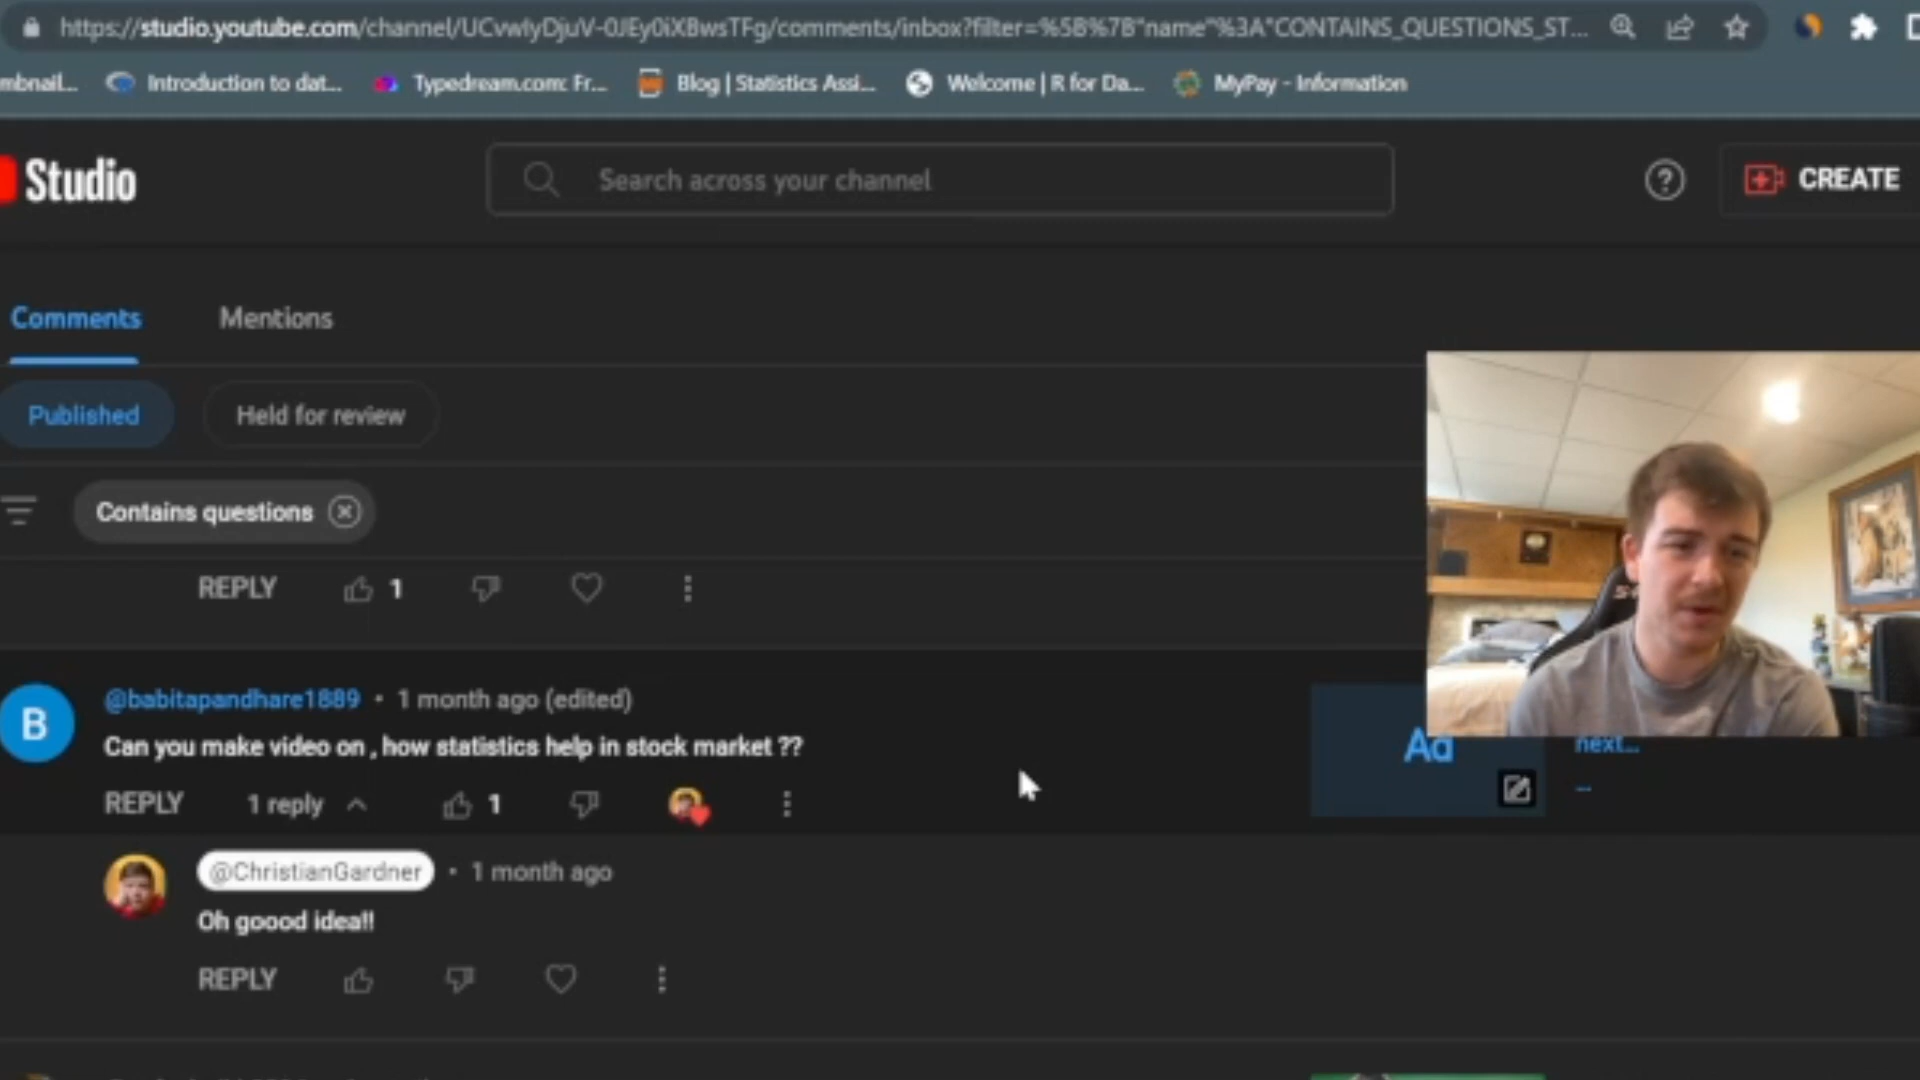 https://studio.youtube.com/channel/UCvwIyDjuV-0JEy0iXBwsTFg/comments/inbox?filter=%5B%7B"name"%3A"CONTAINS_QUESTIONS_ST...
mbnail... Introduction to dat... Typedream.com: Fr... Blog | Statistics Assi... Welcome | R for Da... MyPay - Information
Studio
Search across your channel
CREATE
Comments Mentions
Published Held for review
Contains questions
REPLY 1
B @babitapandhare1889 • 1 month ago (edited)
Can you make video on , how statistics help in stock market ??
Ad next...
...
REPLY 1 reply 1
@ChristianGardner • 1 month ago
Oh goood idea!!
REPLY